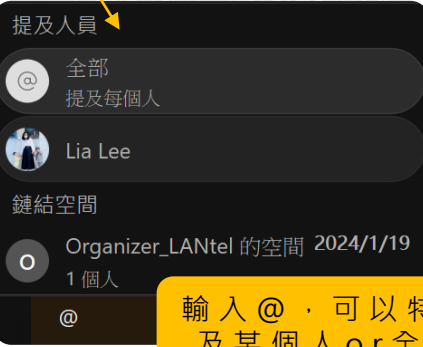 提及人員
@
全部
提及每個人
Lia Lee
鏈結空間
O
Organizer_LANtel 的空間 2024/1/19
1 個人
@
輸入@，可以特
及某個人or全